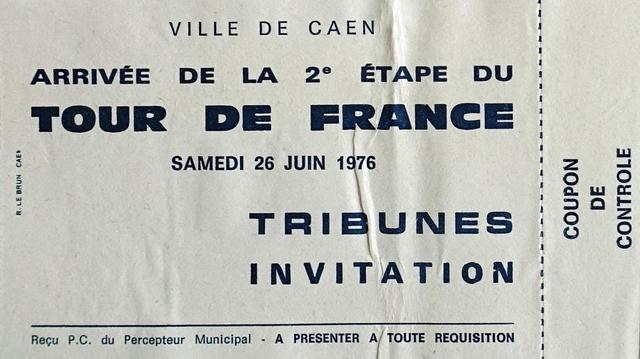 VILLE DE CAEN
ARRIVÉE DE LA 2e ÉTAPE DU
TOUR DE FRANCE
SAMEDI 26 JUIN 1976
TRIBUNES
INVITATION
Reçu P.C. du Percepteur Municipal - A PRESENTER A TOUTE REQUISITION
R. LE BRUN CAEN
COUPON
DE
CONTROLE